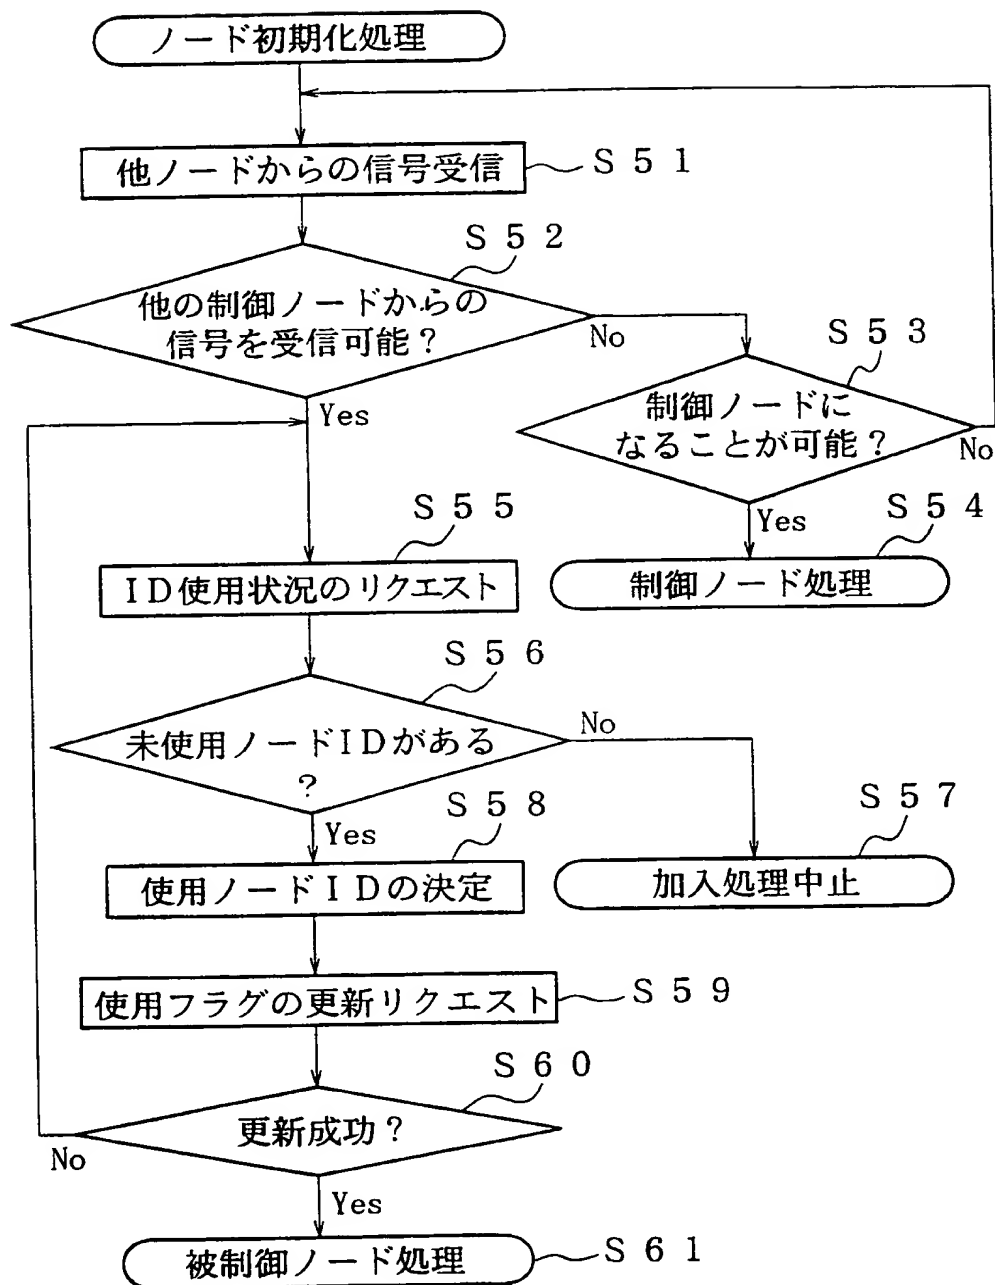 ノード初期化処理
他ノードからの信号受信
S51
S52
他の制御ノードからの
信号を受信可能？
No
Yes
S53
制御ノードに
なることが可能？
No
Yes
S54
制御ノード処理
S55
ID使用状況のリクエスト
S56
未使用ノードIDがある
？
No
Yes
S57
加入処理中止
S58
使用ノードIDの決定
使用フラグの更新リクエスト
S59
S60
更新成功？
No
Yes
被制御ノード処理
S61